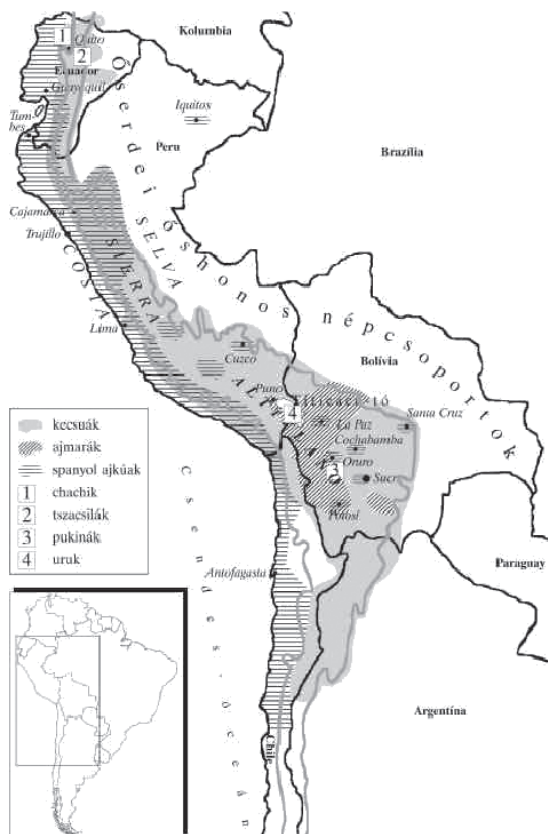 Kolumbia
1
Quito
2
Ecuador
Guayaquil
Tum-
bes
Iquitos
Peru
Brazília
Őserdei őshonos népcsoportok
Cajamarca
Trujillo
SELVA
SIERRA
COSTA
Lima
Cuzco
Bolívia
Puno
Titicaca-tó
ALTIPLANO
4
La Paz
Santa Cruz
Cochabamba
Oruro
3
Sucre
Potosí
Paraguay
Csendes-óceán
Antofagasta
Argentína
Chile
kecsuák
ajmarák
spanyol ajkúak
1 chachik
2 tszacsilák
3 pukinák
4 uruk